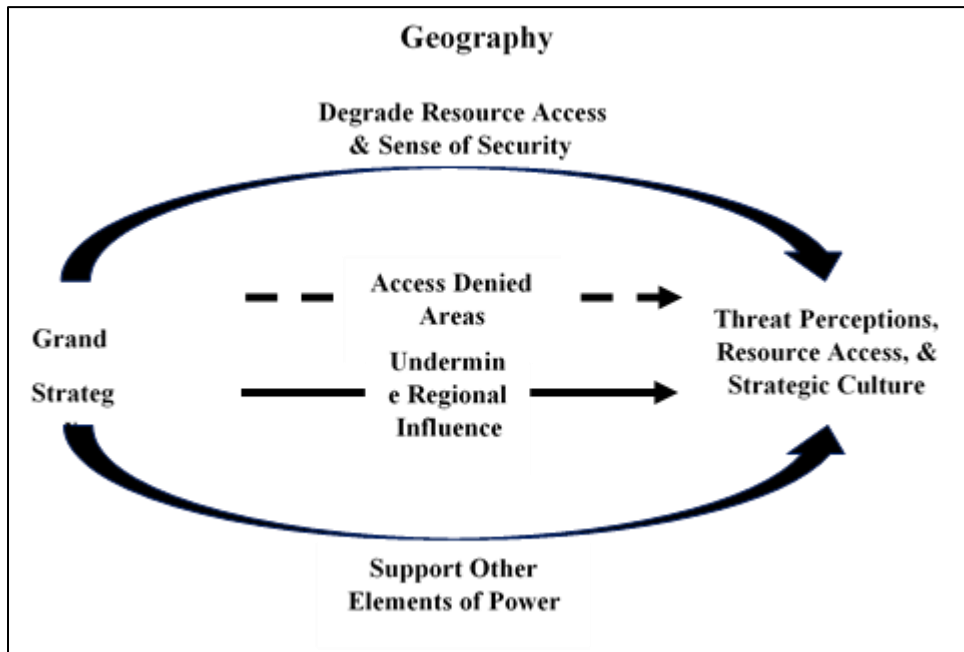 Geography
Degrade Resource Access
& Sense of Security
Access Denied
Areas
Grand
Strateg
Undermin
e Regional
Influence
Threat Perceptions,
Resource Access, &
Strategic Culture
Support Other
Elements of Power